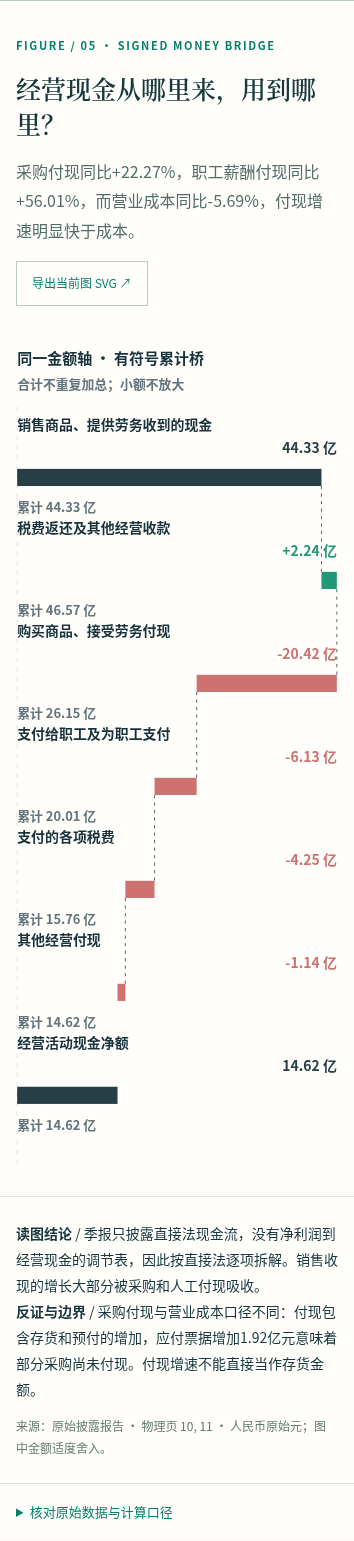 FIGURE / 05 · SIGNED MONEY BRIDGE
经营现金从哪里来，用到哪
里？
采购付现同比+22.27%，职工薪酬付现同比
+56.01%，而营业成本同比-5.69%，付现增
速明显快于成本。
导出当前图 SVG ↗
同一金额轴 · 有符号累计桥
合计不重复加总；小额不放大
销售商品、提供劳务收到的现金
44.33 亿
累计 44.33 亿
税费返还及其他经营收款
+2.24 亿
累计 46.57 亿
购买商品、接受劳务付现
-20.42 亿
累计 26.15 亿
支付给职工及为职工支付
-6.13 亿
累计 20.01 亿
支付的各项税费
-4.25 亿
累计 15.76 亿
其他经营付现
-1.14 亿
累计 14.62 亿
经营活动现金净额
14.62 亿
累计 14.62 亿
读图结论 / 季报只披露直接法现金流，没有净利润到
经营现金的调节表，因此按直接法逐项拆解。销售收
现的增长大部分被采购和人工付现吸收。
反证与边界 / 采购付现与营业成本口径不同：付现包
含存货和预付的增加，应付票据增加1.92亿元意味着
部分采购尚未付现。付现增速不能直接当作存货金
额。
来源：原始披露报告 · 物理页 10, 11 · 人民币原始元；图
中金额适度舍入。
▶ 核对原始数据与计算口径